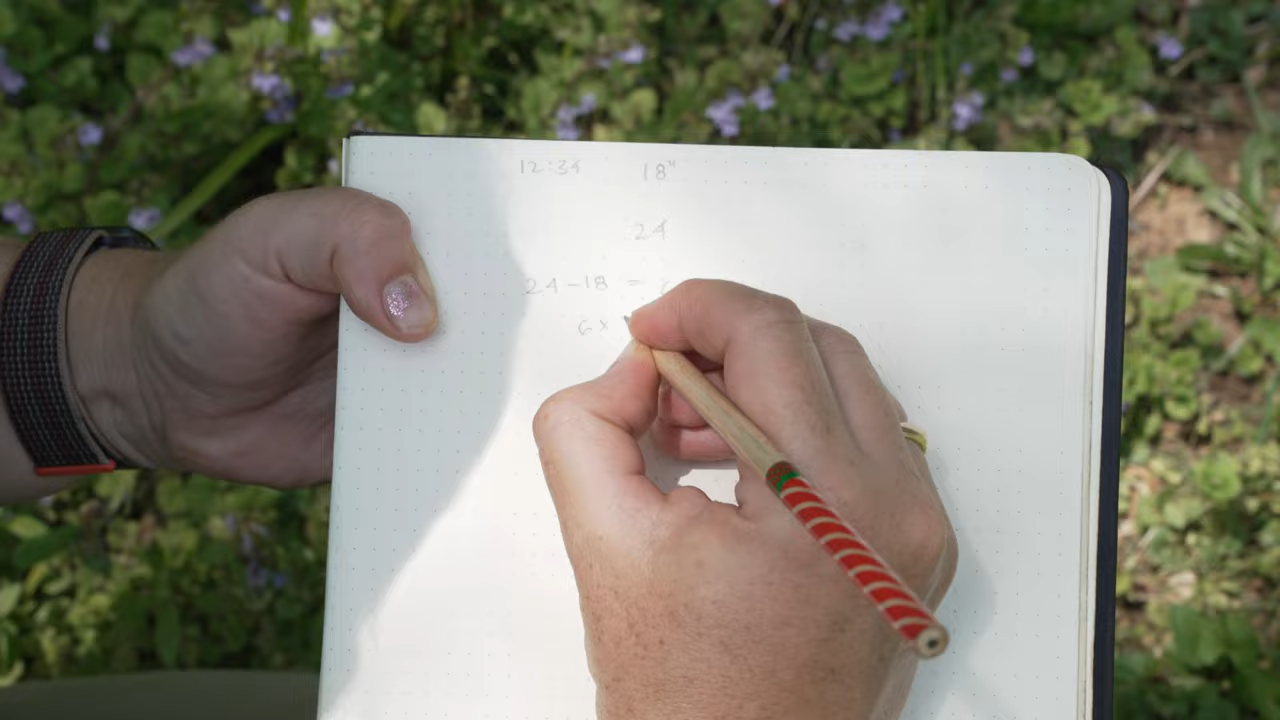 12:34 18"
24
24-18 =
6x